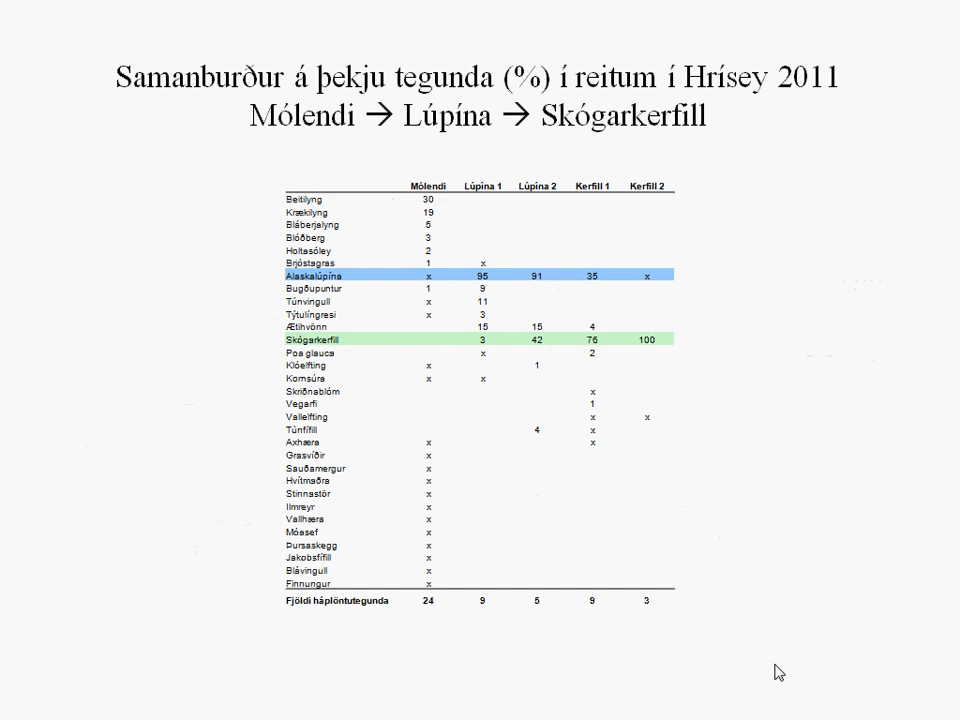 Samanburður á þekju tegunda (%) í reitum í Hrísey 2011
Mólendi → Lúpína → Skógarkerfill
Mólendi Lúpína 1 Lúpína 2 Kerfill 1 Kerfill 2
Beitilyng 30
Krækilyng 19
Bláberjalyng 5
Blóðberg 3
Holtasóley 2
Brjóstagras 1 x
Alaskalúpína x 95 91 35 x
Bugðupuntur 1 9
Túnvingull x 11
Týtulíngresi x 3
Ætihvönn 15 15 4
Skógarkerfill 3 42 76 100
Poa glauca x 2
Klóelfting x 1
Kornsúra x x
Skriðnablóm x
Vegarfi 1
Vallelfting x x
Túnfífill 4 x
Axhæra x x
Grasvíðir x
Sauðamergur x
Hvítmaðra x
Stinnastör x
Ilmreyr x
Vallhæra x
Móasef x
Þursaskegg x
Jakobsfífill x
Blávingull x
Finnungur x
Fjöldi háplöntutegunda 24 9 5 9 3